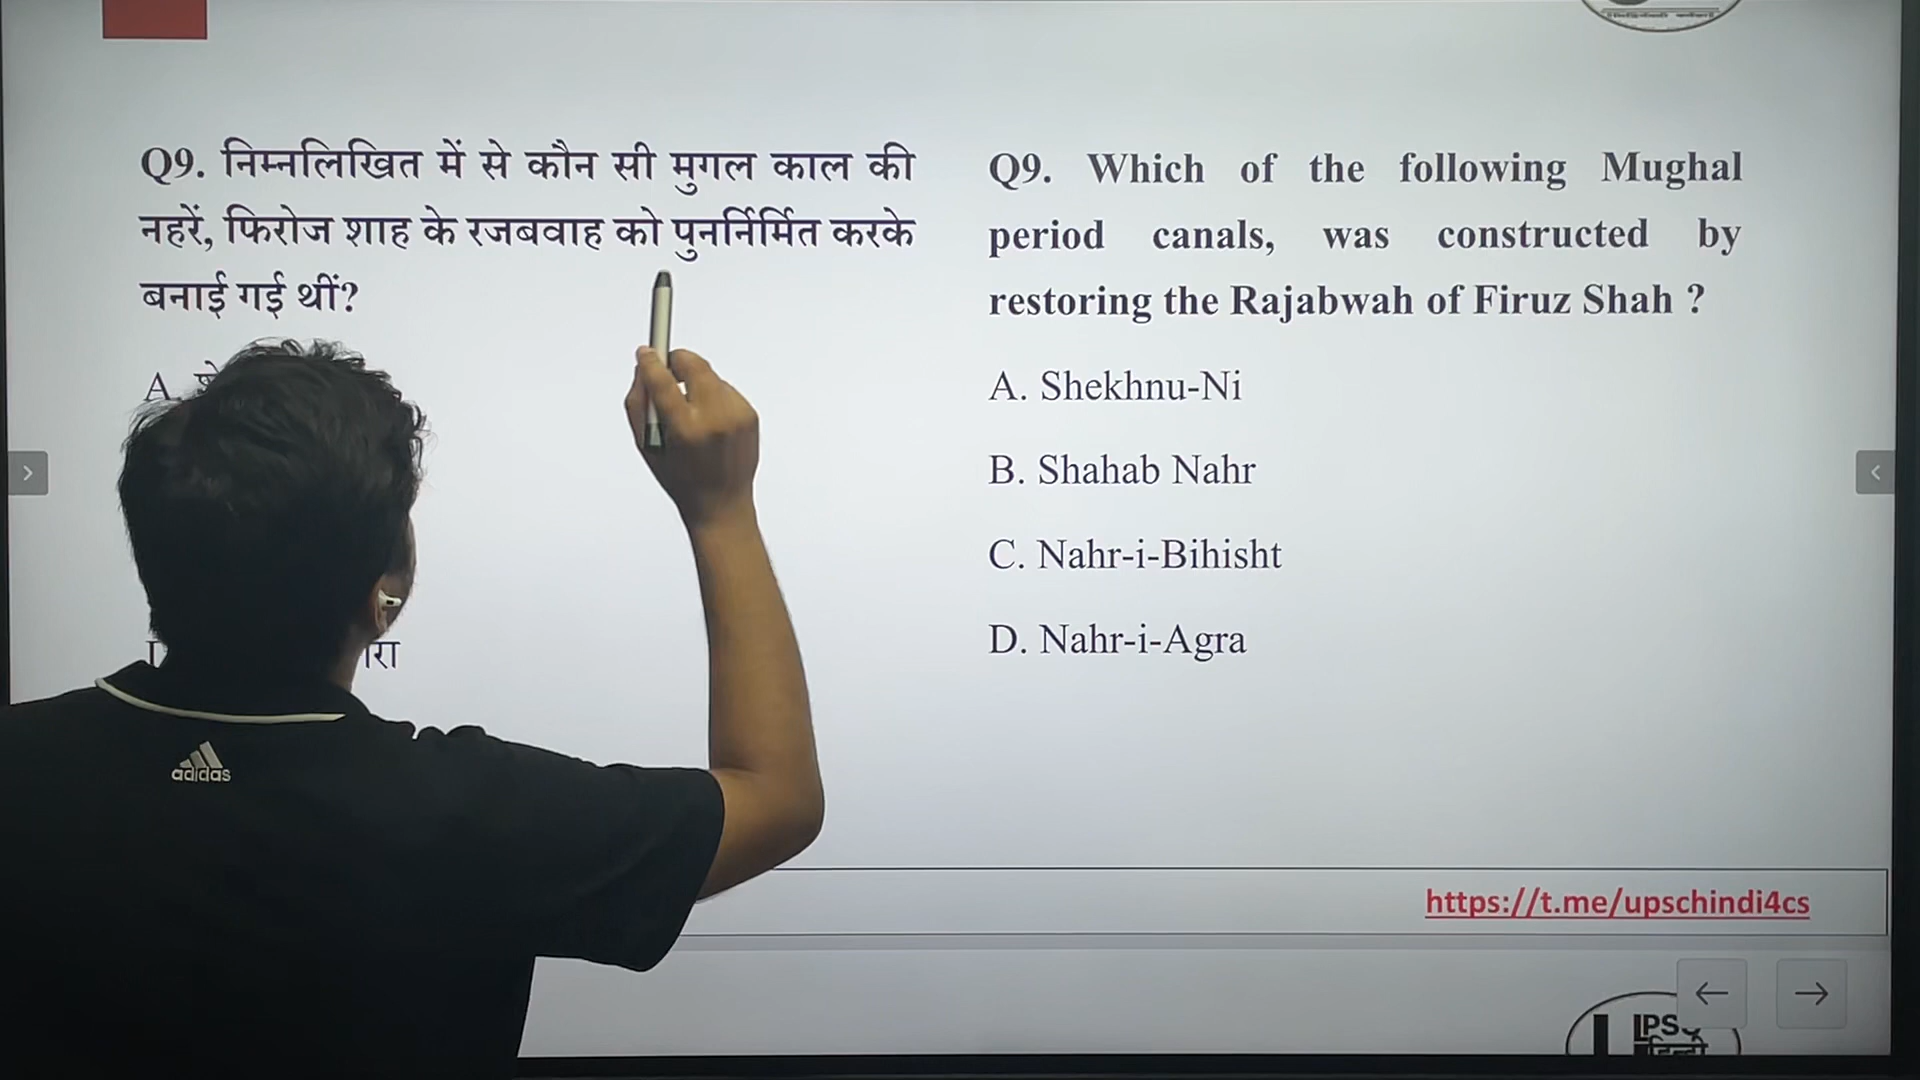 Q9. निम्नलिखित में से कौन सी मुगल काल की
नहरें, फिरोज शाह के रजबवाह को पुनर्निर्मित करके
बनाई गई थीं?
A.
Q9. Which of the following Mughal
period canals, was constructed by
restoring the Rajabwah of Firuz Shah ?
A. Shekhnu-Ni
B. Shahab Nahr
C. Nahr-i-Bihisht
D. Nahr-i-Agra
adidas
https://t.me/upschindi4cs